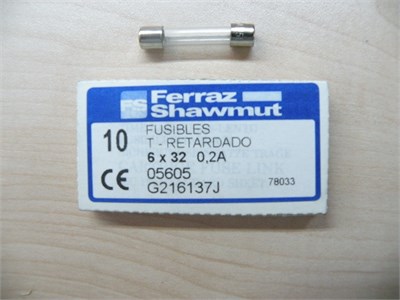 FS Ferraz
Shawmut
10 FUSIBLES
T - RETARDADO
6 x 32 0,2A
CE 05605
G216137J
78033